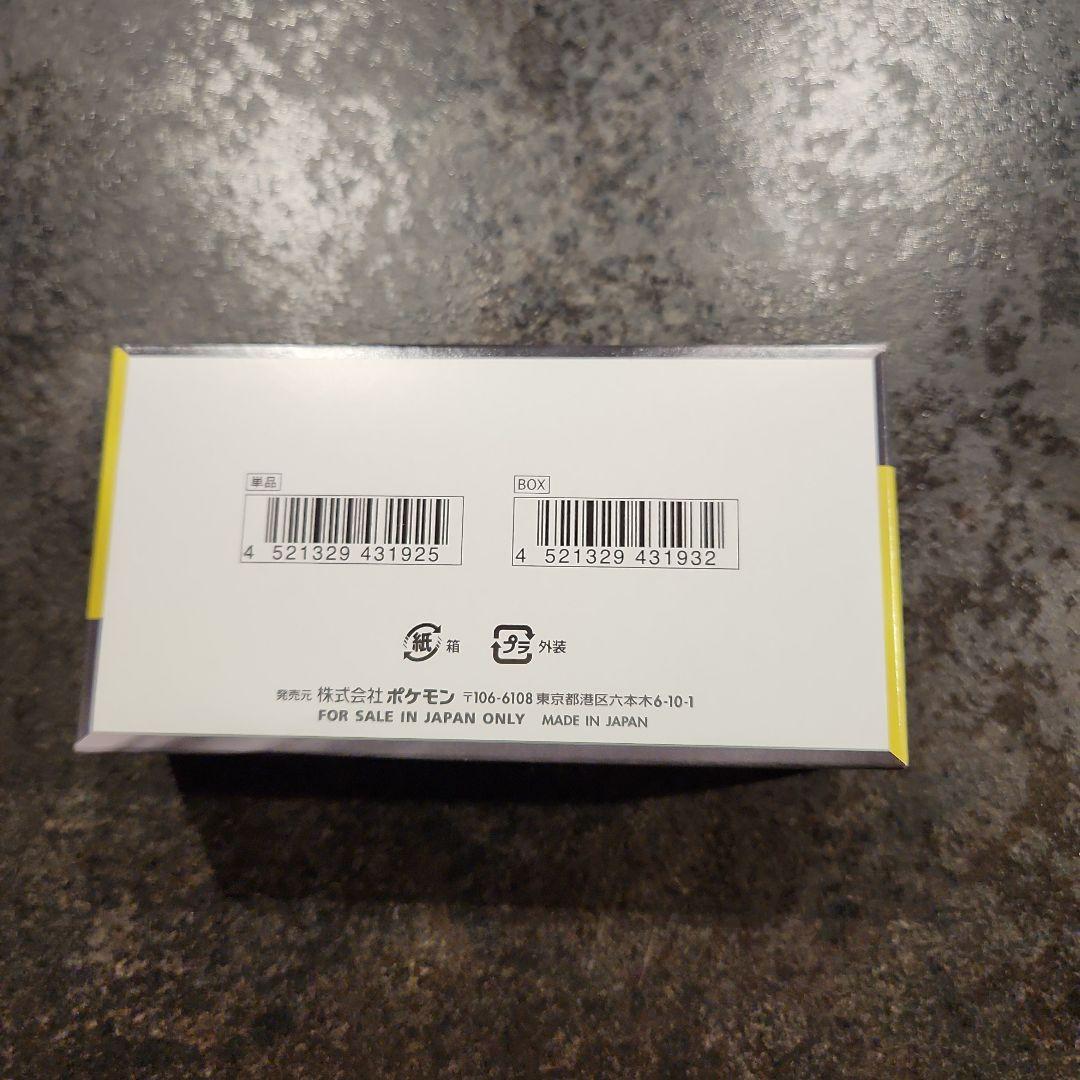 単品
4 521329 431925
BOX
4 521329 431932
紙 箱 プラ 外装
発売元 株式会社 ポケモン 〒106-6108 東京都港区六本木6-10-1
FOR SALE IN JAPAN ONLY MADE IN JAPAN